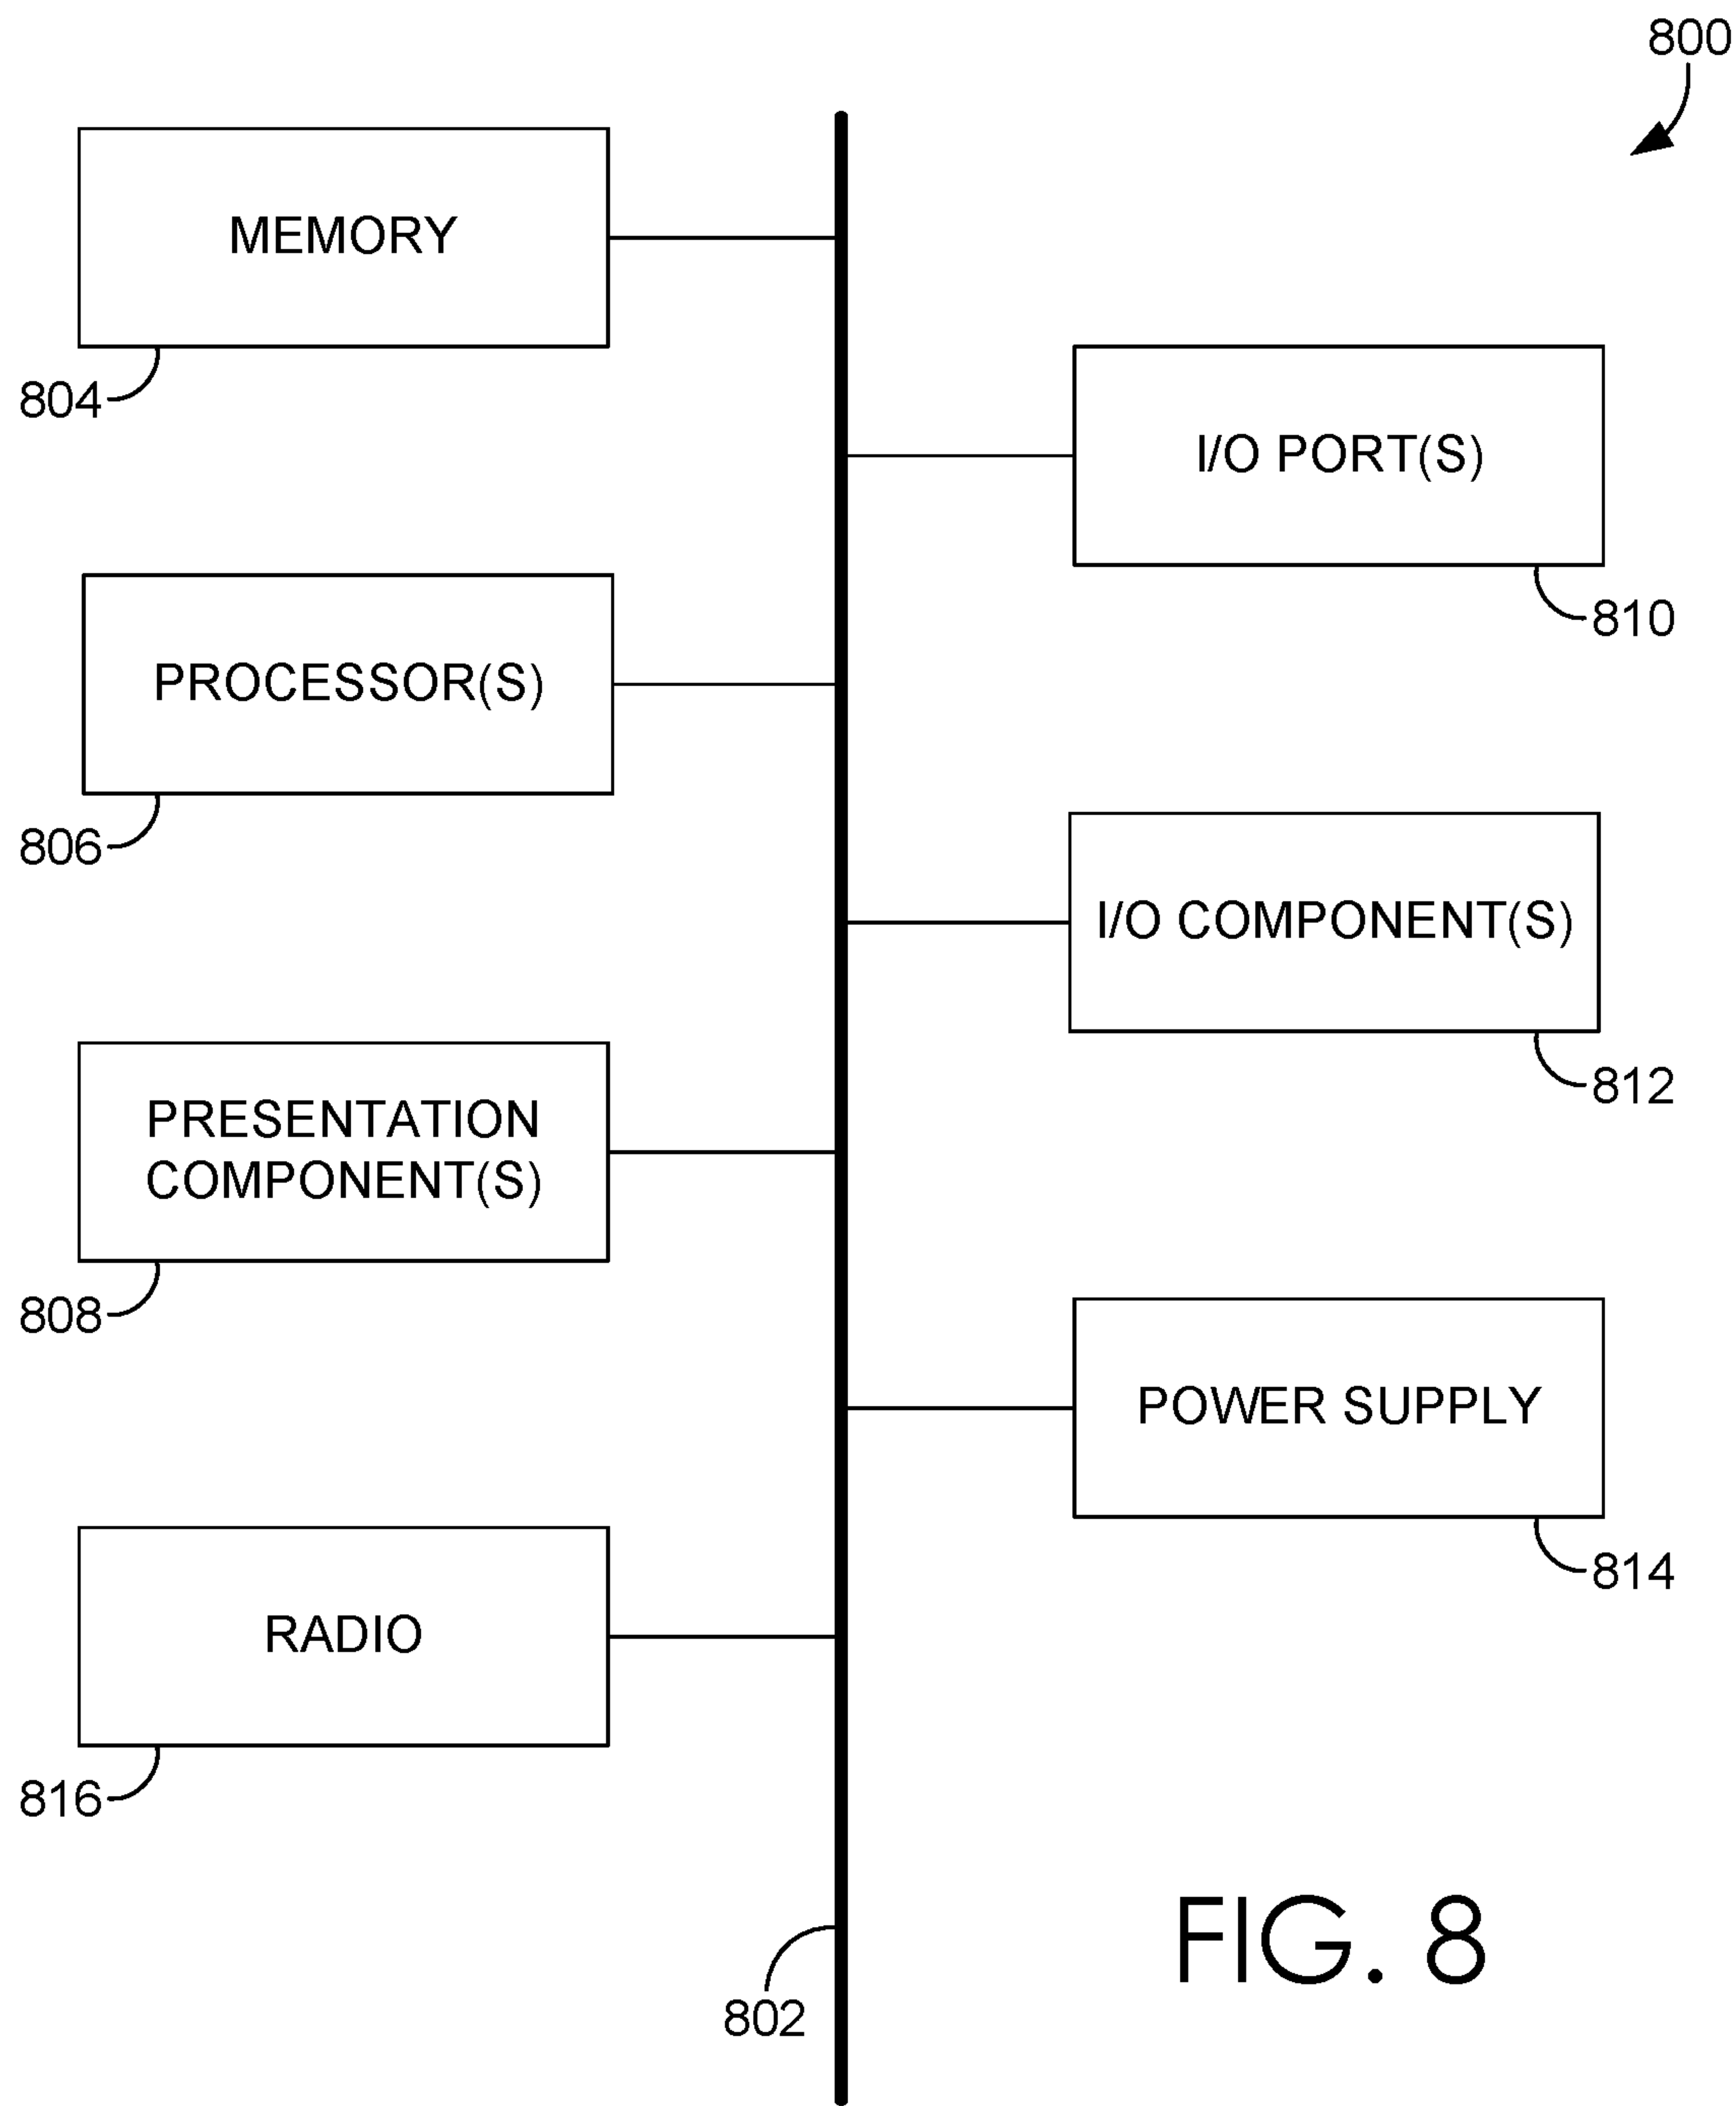 800
MEMORY
804
I/O PORT(S)
810
PROCESSOR(S)
806
I/O COMPONENT(S)
812
PRESENTATION
COMPONENT(S)
808
POWER SUPPLY
814
RADIO
816
802
FIG. 8